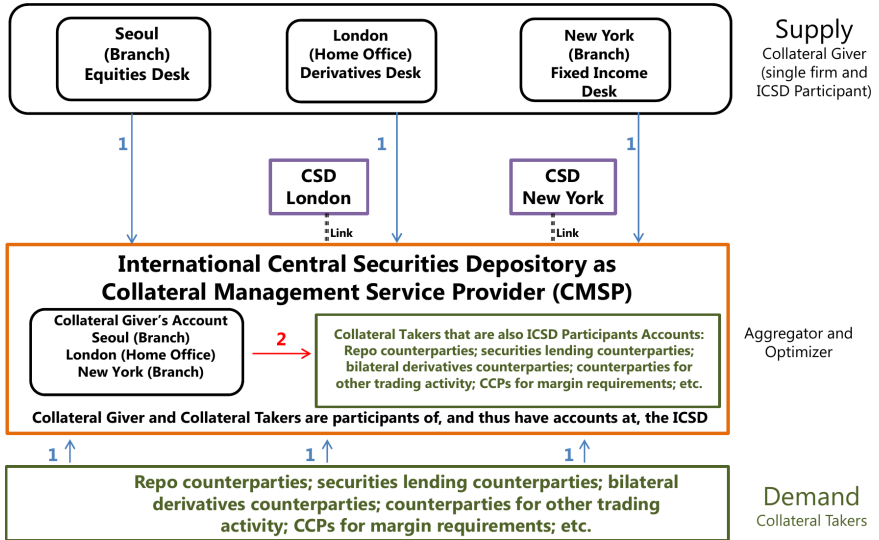 Seoul
(Branch)
Equities Desk
London
(Home Office)
Derivatives Desk
New York
(Branch)
Fixed Income
Desk
Supply
Collateral Giver
(single firm and
ICSD Participant)
1
1
1
CSD
London
CSD
New York
Link
Link
International Central Securities Depository as
Collateral Management Service Provider (CMSP)
Collateral Giver's Account
Seoul (Branch)
London (Home Office)
New York (Branch)
2
Collateral Takers that are also ICSD Participants Accounts:
Repo counterparties; securities lending counterparties;
bilateral derivatives counterparties; counterparties for
other trading activity; CCPs for margin requirements; etc.
Aggregator and
Optimizer
Collateral Giver and Collateral Takers are participants of, and thus have accounts at, the ICSD
1
1
1
Repo counterparties; securities lending counterparties; bilateral
derivatives counterparties; counterparties for other trading
activity; CCPs for margin requirements; etc.
Demand
Collateral Takers